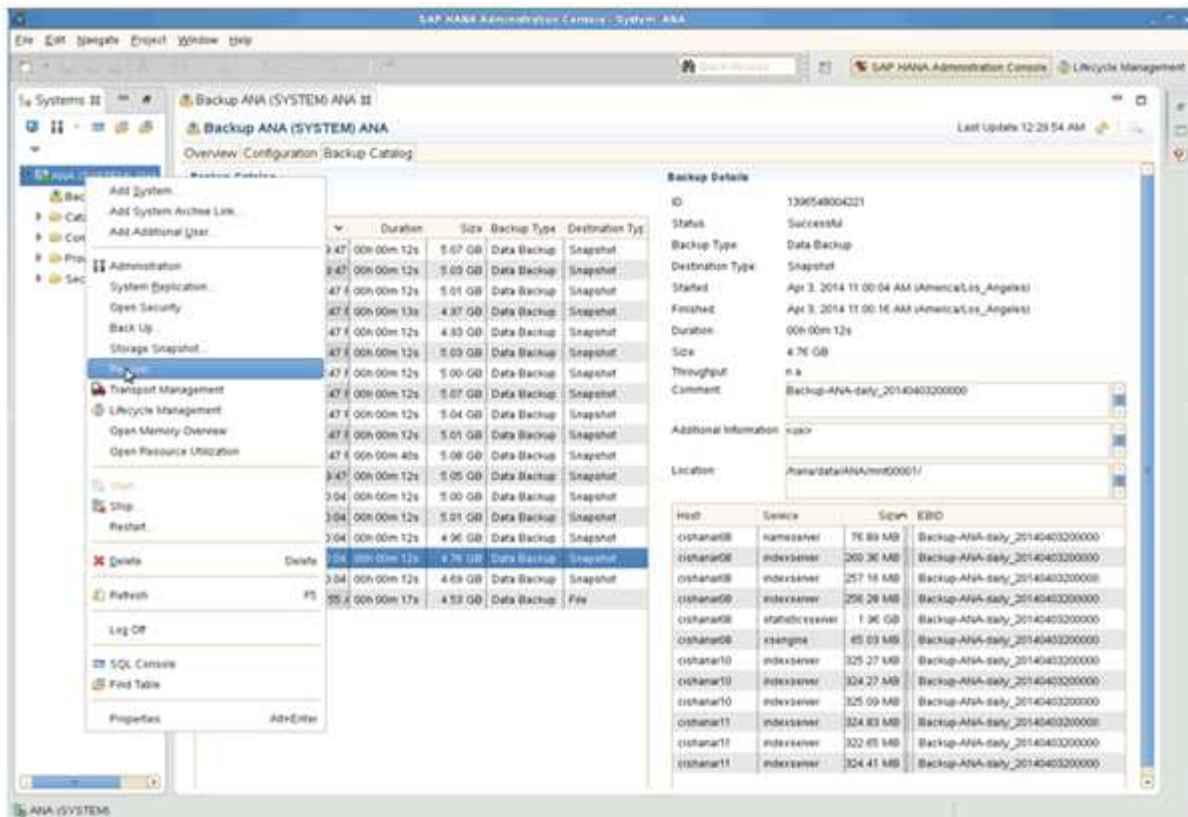 SAP HANA Administration Console - System: ANA
File Edit Navigate Project Window Help
SAP HANA Administration Console Lifecycle Management
Systems
Backup ANA (SYSTEM) ANA
Backup ANA (SYSTEM) ANA
Last Update 12:29:54 AM
Overview Configuration Backup Catalog
Backup Catalog
Add System...
Add System Archive Link...
Add Additional User...
Administration
System Replication...
Open Security
Back Up...
Storage Snapshot...
Transport Management
Lifecycle Management
Open Memory Overview
Open Resource Utilization
Start
Stop...
Restart...
Delete Delete
Refresh F5
Log Off
SQL Console
Find Table
Properties Alt+Enter
Duration Size Backup Type Destination Typ
00h 00m 12s 5.07 GB Data Backup Snapshot
00h 00m 12s 5.03 GB Data Backup Snapshot
00h 00m 12s 5.01 GB Data Backup Snapshot
00h 00m 13s 4.97 GB Data Backup Snapshot
00h 00m 12s 4.93 GB Data Backup Snapshot
00h 00m 12s 5.03 GB Data Backup Snapshot
00h 00m 12s 5.00 GB Data Backup Snapshot
00h 00m 12s 5.07 GB Data Backup Snapshot
00h 00m 12s 5.04 GB Data Backup Snapshot
00h 00m 12s 5.01 GB Data Backup Snapshot
00h 00m 40s 5.08 GB Data Backup Snapshot
00h 00m 12s 5.05 GB Data Backup Snapshot
00h 00m 12s 5.00 GB Data Backup Snapshot
00h 00m 12s 5.01 GB Data Backup Snapshot
00h 00m 12s 4.96 GB Data Backup Snapshot
00h 00m 12s 4.76 GB Data Backup Snapshot
00h 00m 12s 4.69 GB Data Backup Snapshot
00h 00m 17s 4.53 GB Data Backup File
Backup Details
ID 1396548004221
Status Successful
Backup Type Data Backup
Destination Type Snapshot
Started Apr 3, 2014 11:00:04 AM (America/Los_Angeles)
Finished Apr 3, 2014 11:00:16 AM (America/Los_Angeles)
Duration 00h 00m 12s
Size 4.76 GB
Throughput n.a.
Comment Backup-ANA-daily_20140403200000
Additional Information <ok>
Location /hana/data/ANA/mnt00001/
Host Service Size EBID
cishanar08 nameserver 76.89 MB Backup-ANA-daily_20140403200000
cishanar08 indexserver 260.36 MB Backup-ANA-daily_20140403200000
cishanar08 indexserver 257.16 MB Backup-ANA-daily_20140403200000
cishanar08 indexserver 256.28 MB Backup-ANA-daily_20140403200000
cishanar08 statisticsserver 1.96 GB Backup-ANA-daily_20140403200000
cishanar08 xsengine 65.03 MB Backup-ANA-daily_20140403200000
cishanar10 indexserver 325.27 MB Backup-ANA-daily_20140403200000
cishanar10 indexserver 324.27 MB Backup-ANA-daily_20140403200000
cishanar10 indexserver 325.09 MB Backup-ANA-daily_20140403200000
cishanar11 indexserver 324.83 MB Backup-ANA-daily_20140403200000
cishanar11 indexserver 322.65 MB Backup-ANA-daily_20140403200000
cishanar11 indexserver 324.41 MB Backup-ANA-daily_20140403200000
ANA (SYSTEM)